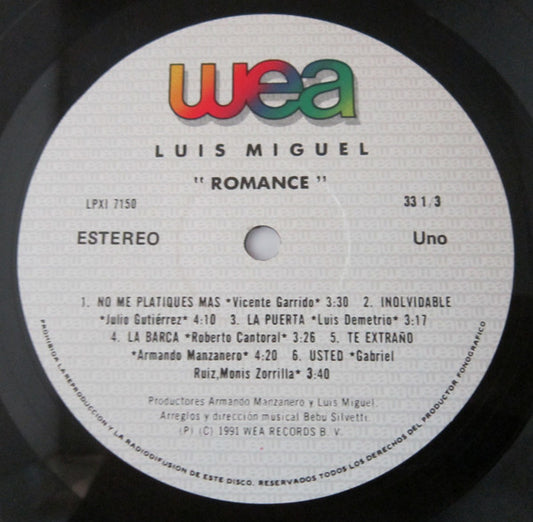 wea
LUIS MIGUEL
" ROMANCE "
LPXI 7150
33 1/3
ESTEREO
Uno
1. NO ME PLATIQUES MAS *Vicente Garrido* 3:30 2. INOLVIDABLE
*Julio Gutiérrez* 4:10 3. LA PUERTA *Luis Demetrio* 3:17
4. LA BARCA *Roberto Cantoral* 3:26 5. TE EXTRAÑO
*Armando Manzanero* 4:20 6. USTED *Gabriel
Ruiz,Monis Zorrilla* 3:40
Productores Armando Manzanero y Luis Miguel.
Arreglos y dirección musical Bebu Silvetti.
(P) (C) 1991 WEA RECORDS B. V.
PROHIBIDA LA REPRODUCCION Y LA RADIODIFUSION DE ESTE DISCO. RESERVADOS TODOS LOS DERECHOS DEL PRODUCTOR FONOGRAFICO